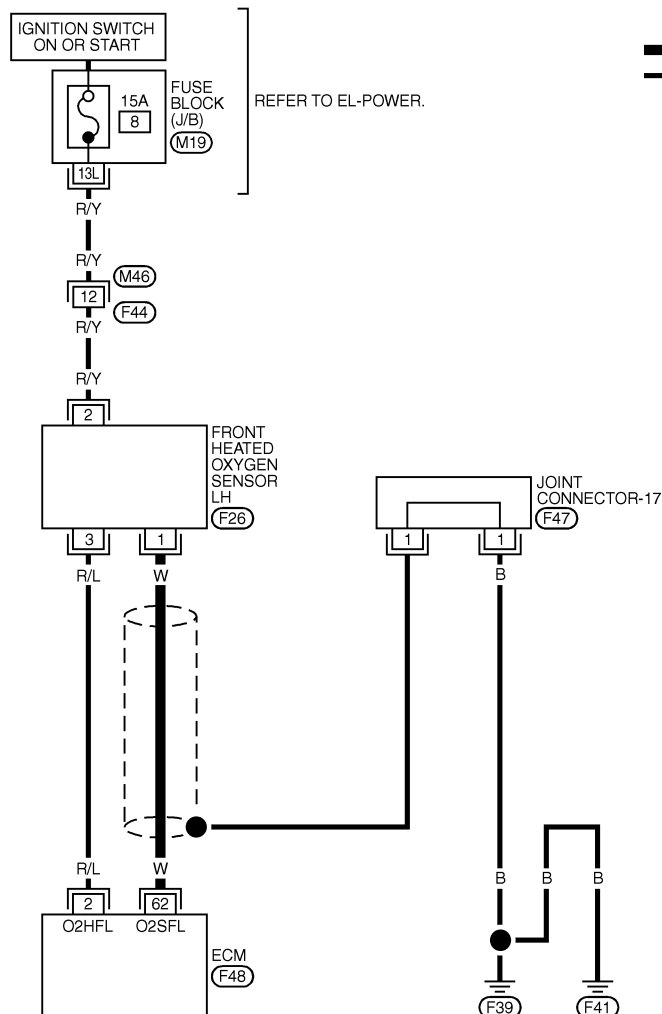 IGNITION SWITCH
ON OR START
FUSE
BLOCK
(J/B)
M19
15A
8
REFER TO EL-POWER.
13L
R/Y
R/Y
M46
12
F44
R/Y
R/Y
2
FRONT
HEATED
OXYGEN
SENSOR
LH
F26
JOINT
CONNECTOR-17
F47
3
1
1
1
R/L
W
B
R/L
W
B
B
B
2
62
O2HFL
O2SFL
ECM
F48
F39
F41